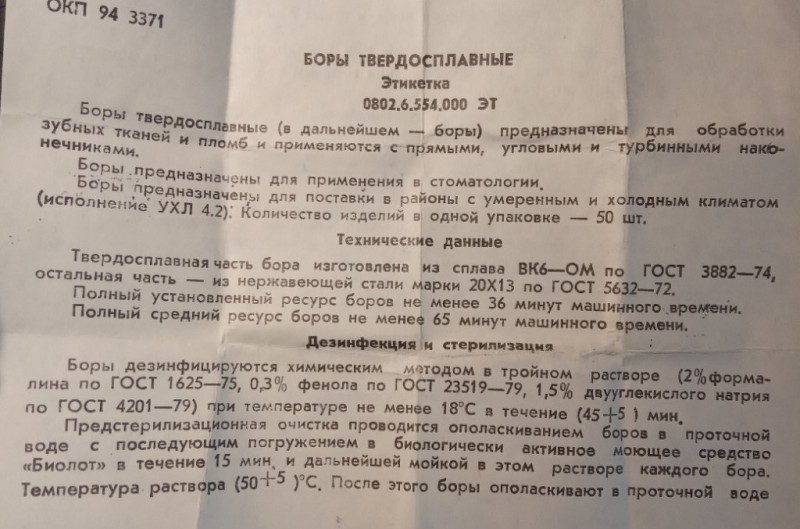 ОКП 94 3371
БОРЫ ТВЕРДОСПЛАВНЫЕ
Этикетка
0802.6.554.000 ЭТ
Боры твердосплавные (в дальнейшем — боры) предназначены для обработки
зубных тканей и пломб и применяются с прямыми, угловыми и турбинными нако-
нечниками.
Боры предназначены для применения в стоматологии.
Боры предназначены для поставки в районы с умеренным и холодным климатом
(исполнение УХЛ 4.2). Количество изделий в одной упаковке — 50 шт.
Технические данные
Твердосплавная часть бора изготовлена из сплава ВК6—ОМ по ГОСТ 3882—74,
остальная часть — из нержавеющей стали марки 20Х13 по ГОСТ 5632—72.
Полный установленный ресурс боров не менее 36 минут машинного времени.
Полный средний ресурс боров не менее 65 минут машинного времени.
Дезинфекция и стерилизация
Боры дезинфицируются химическим методом в тройном растворе (2% форма-
лина по ГОСТ 1625—75, 0,3% фенола по ГОСТ 23519—79, 1,5% двууглекислого натрия
по ГОСТ 4201—79) при температуре не менее 18°С в течение (45+5 ) мин.
Предстерилизационная очистка проводится ополаскиванием боров в проточной
воде с последующим погружением в биологически активное моющее средство
«Биолот» в течение 15 мин. и дальнейшей мойкой в этом растворе каждого бора.
Температура раствора (50+5 )°С. После этого боры ополаскивают в проточной воде